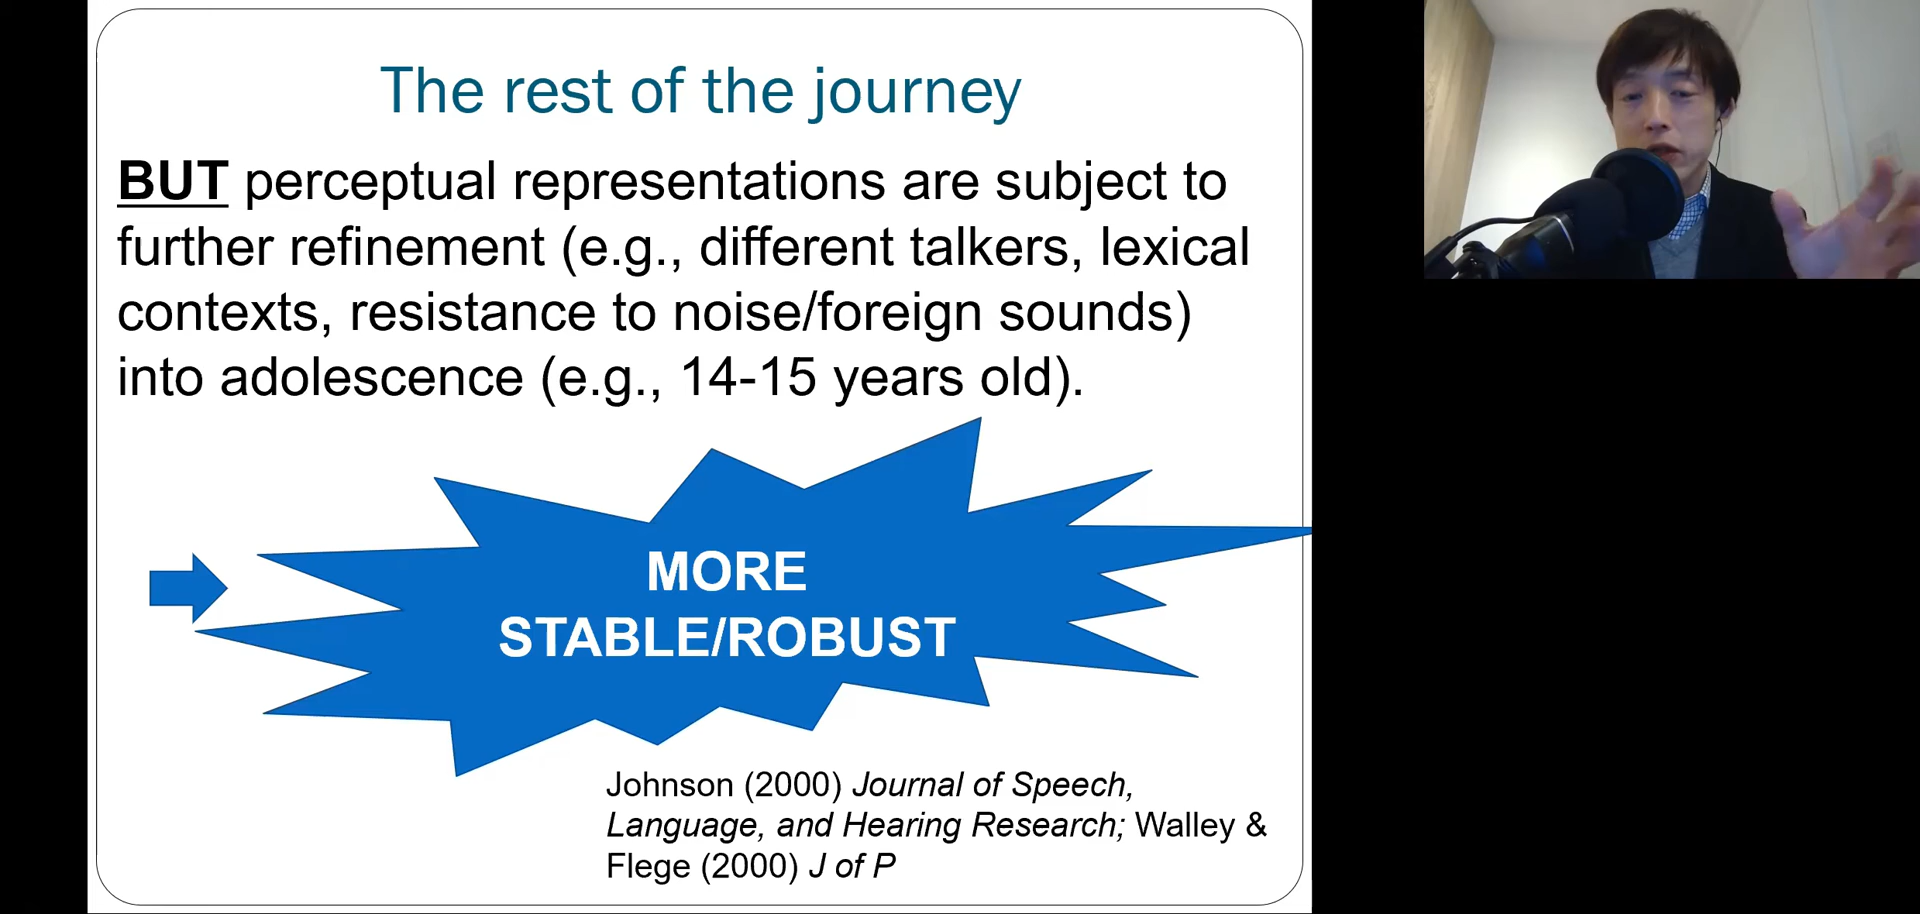 The rest of the journey
BUT perceptual representations are subject to
further refinement (e.g., different talkers, lexical
contexts, resistance to noise/foreign sounds)
into adolescence (e.g., 14-15 years old).
MORE
STABLE/ROBUST
Johnson (2000) Journal of Speech,
Language, and Hearing Research; Walley &
Flege (2000) J of P